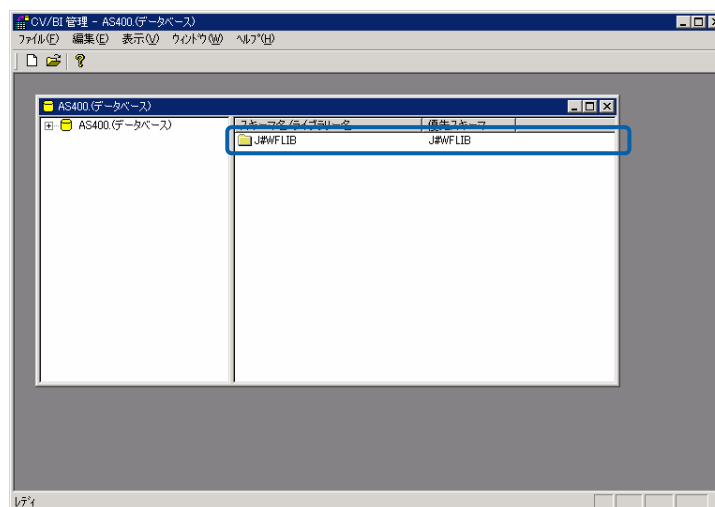 CV/BI 管理 - AS400.(データベース)
ファイル(F) 編集(E) 表示(V) ウィンドウ(W) ヘルプ(H)
AS400.(データベース)
AS400.(データベース)
スキーマ名/ライブラリー名 優先スキーマ
J#WFLIB J#WFLIB
レディ